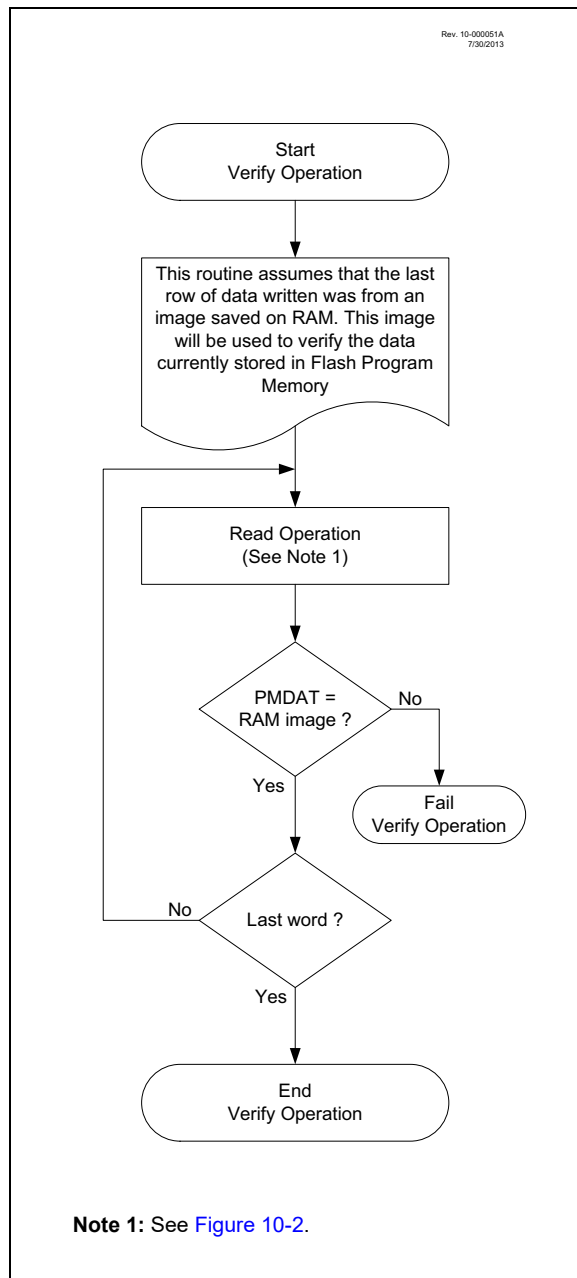 Rev. 10-000051A
7/30/2013
Start
Verify Operation
This routine assumes that the last
row of data written was from an
image saved on RAM. This image
will be used to verify the data
currently stored in Flash Program
Memory
Read Operation
(See Note 1)
PMDAT =
RAM image ?
No
Yes
Fail
Verify Operation
Last word ?
No
Yes
End
Verify Operation
Note 1: See Figure 10-2.